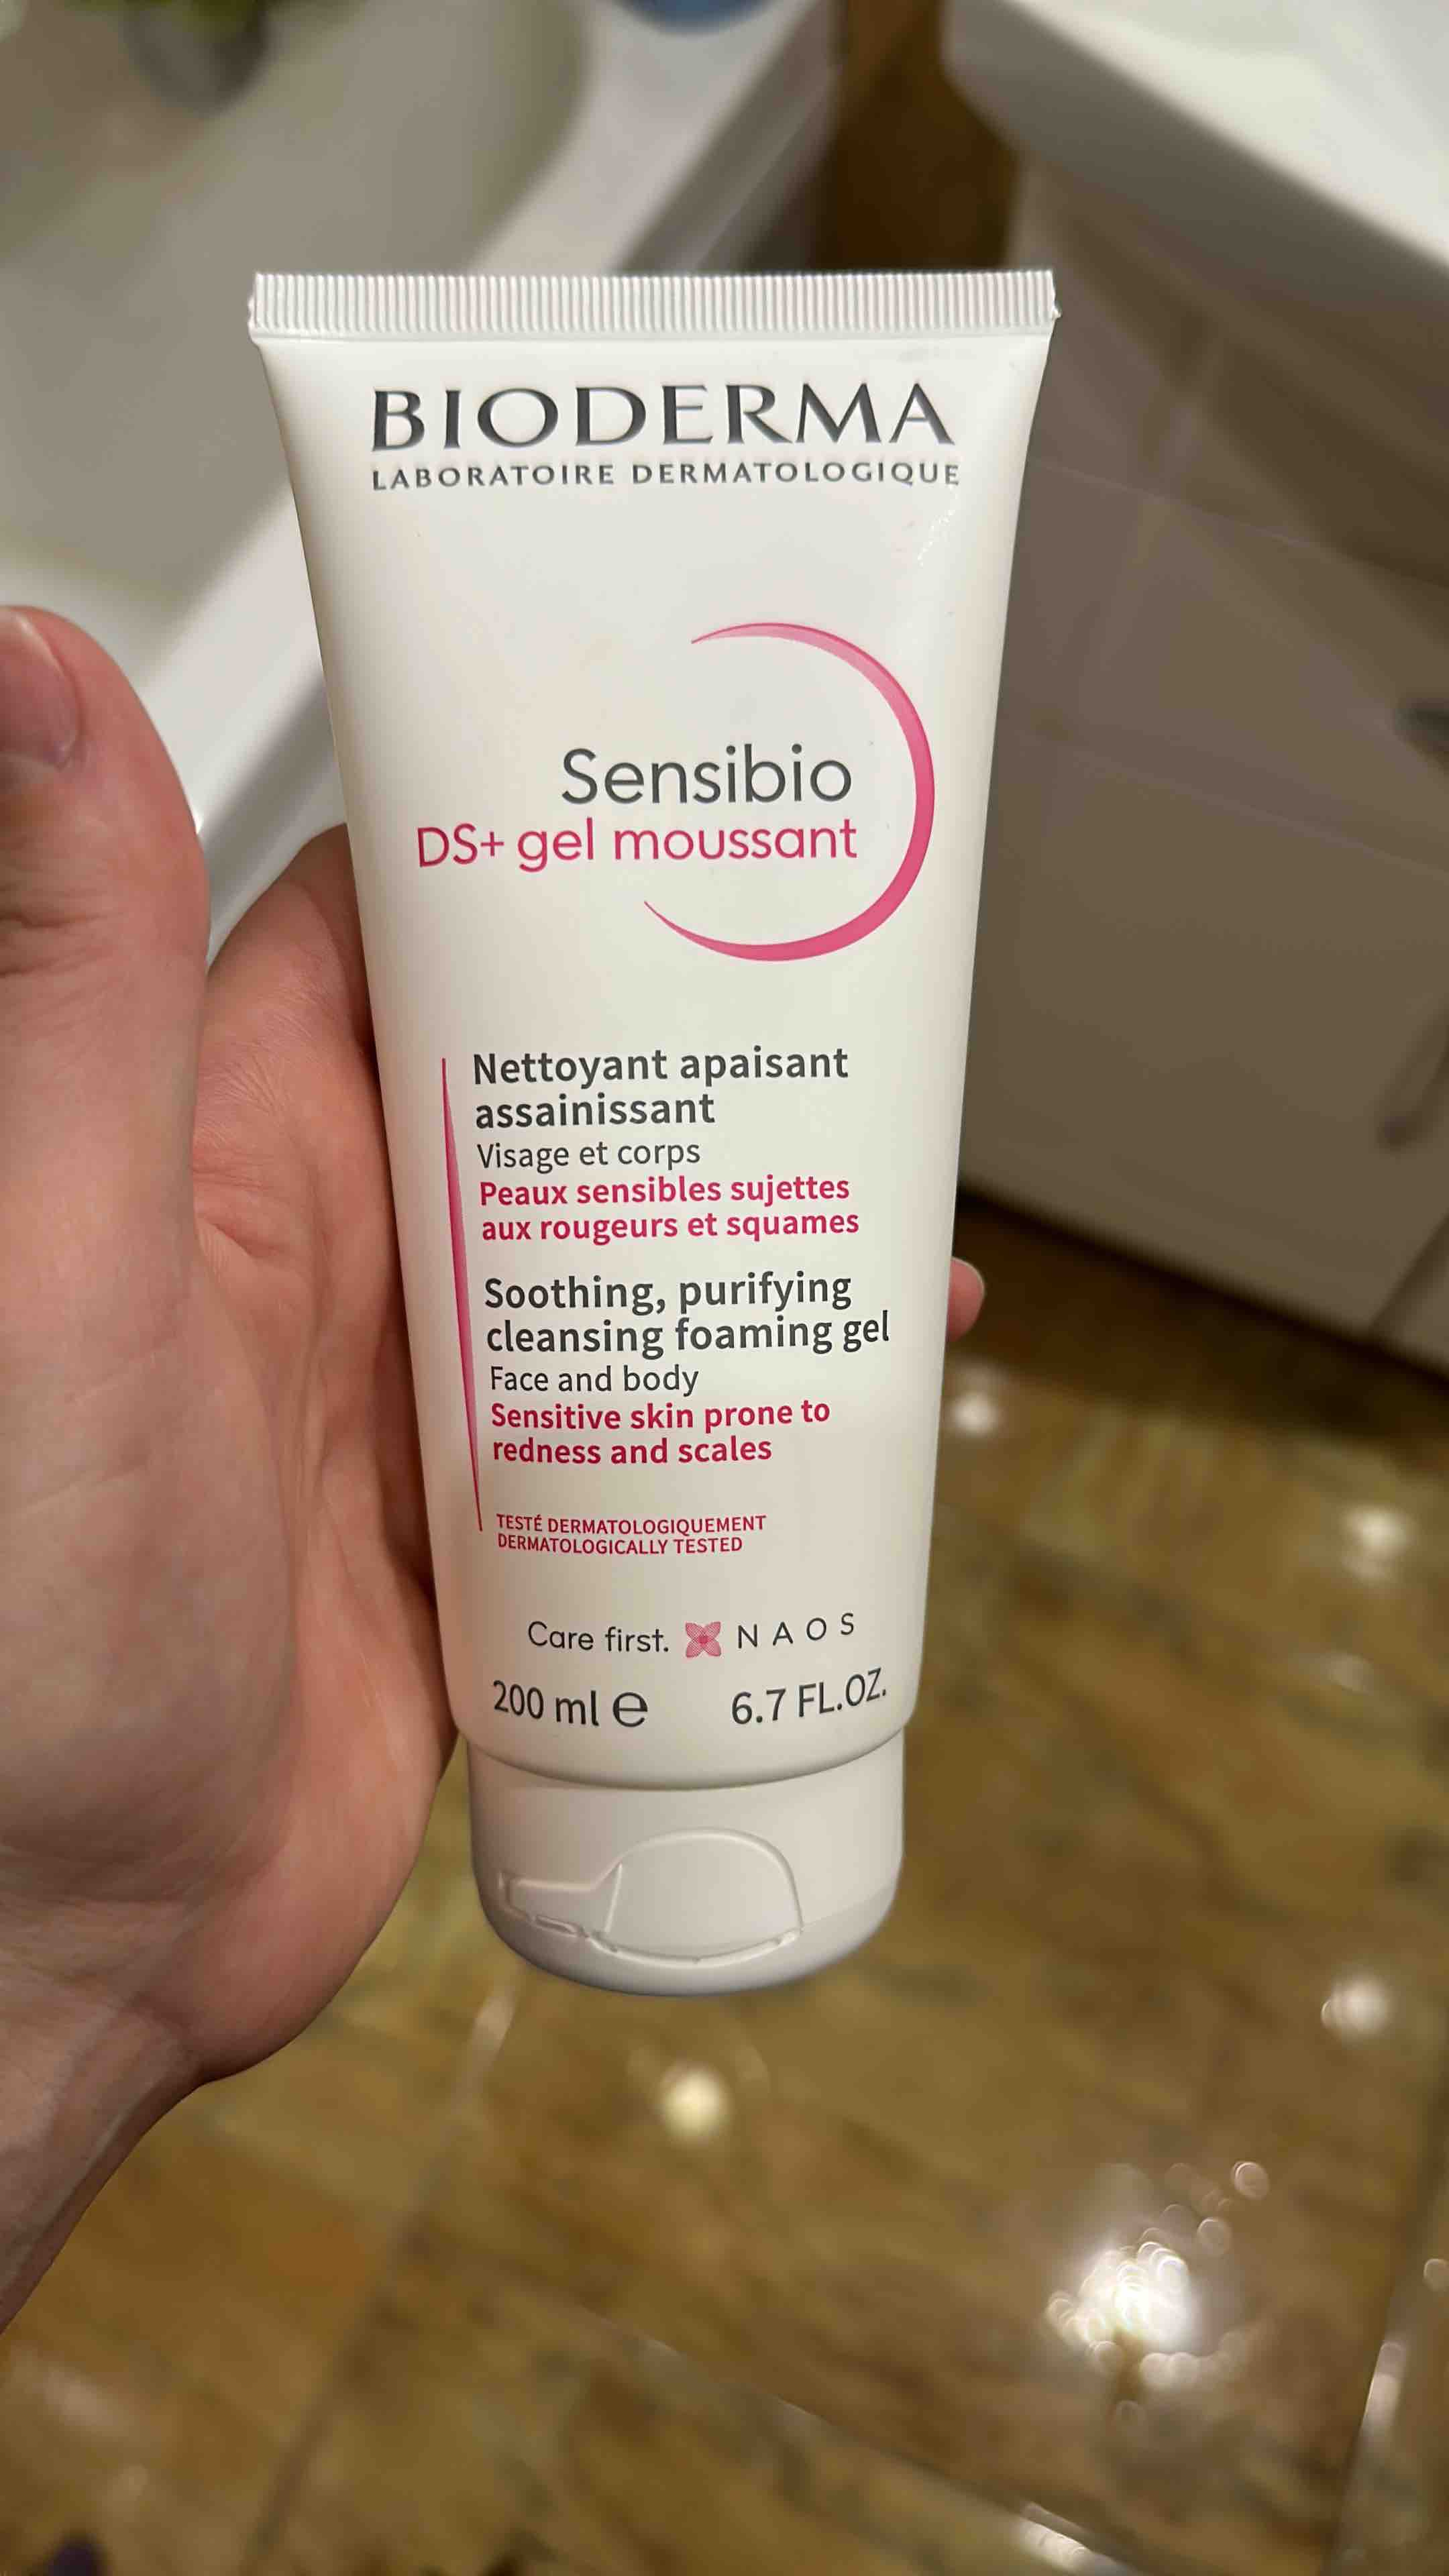 BIODERMA
LABORATOIRE DERMATOLOGIQUE
Sensibio
DS+ gel moussant
Nettoyant apaisant
assainissant
Visage et corps
Peaux sensibles sujettes
aux rougeurs et squames
Soothing, purifying
cleansing foaming gel
Face and body
Sensitive skin prone to
redness and scales
TESTÉ DERMATOLOGIQUEMENT
DERMATOLOGICALLY TESTED
Care first. NAOS
200 ml e 6.7 FL.OZ.